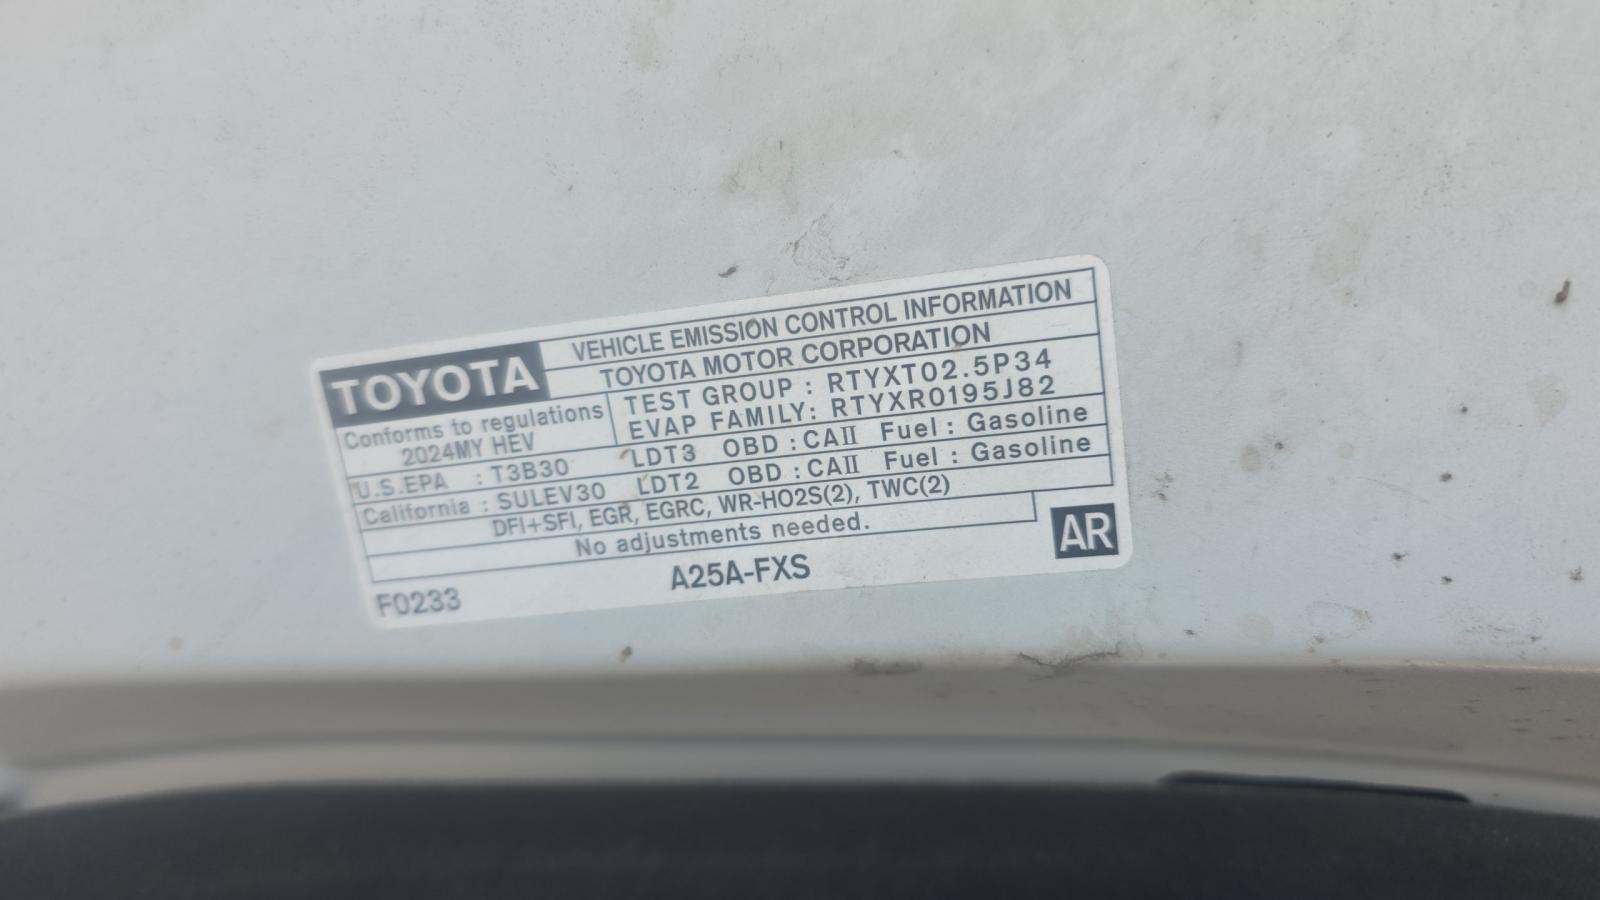 TOYOTA
VEHICLE EMISSION CONTROL INFORMATION
TOYOTA MOTOR CORPORATION
Conforms to regulations
2024MY HEV
TEST GROUP : RTYXT02.5P34
EVAP FAMILY: RTYXR0195J82
U.S.EPA : T3B30 LDT3 OBD : CAII Fuel : Gasoline
California : SULEV30 LDT2 OBD : CAII Fuel : Gasoline
DFI+SFI, EGR, EGRC, WR-HO2S(2), TWC(2)
No adjustments needed.
F0233 A25A-FXS AR